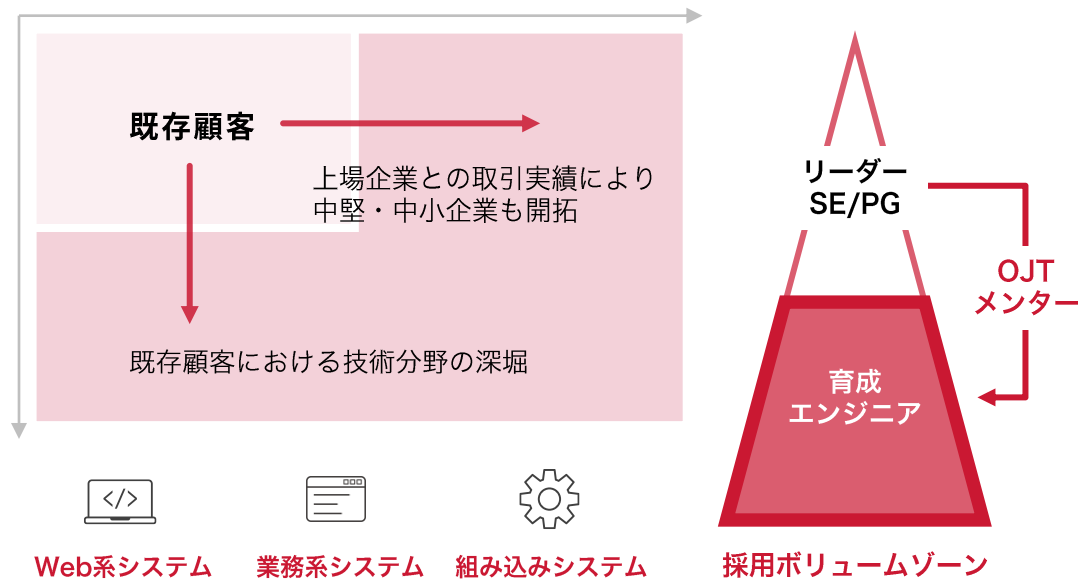 既存顧客
上場企業との取引実績により
中堅・中小企業も開拓
既存顧客における技術分野の深堀
Web系システム
業務系システム
組み込みシステム
リーダー
SE/PG
OJT
メンター
育成
エンジニア
採用ボリュームゾーン